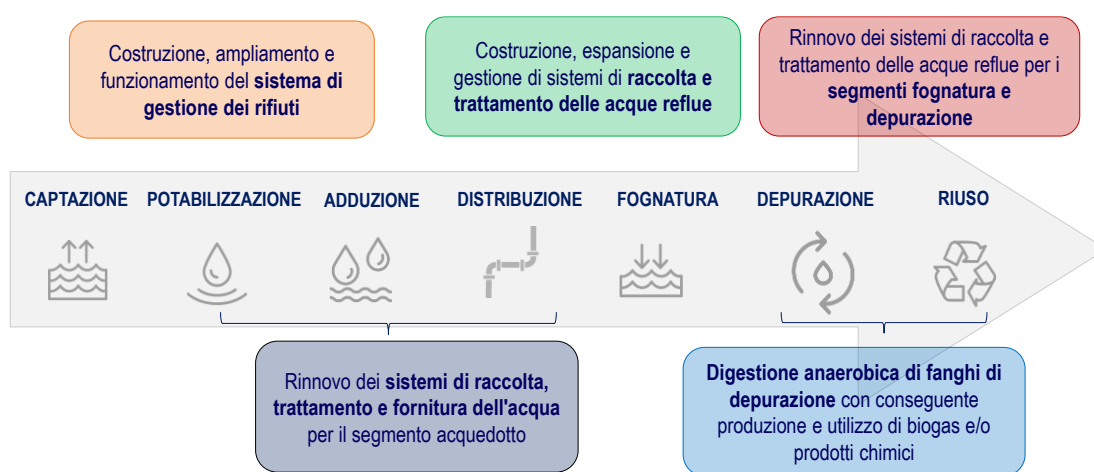 Costruzione, ampliamento e
funzionamento del sistema di
gestione dei rifiuti
Costruzione, espansione e
gestione di sistemi di raccolta e
trattamento delle acque reflue
Rinnovo dei sistemi di raccolta e
trattamento delle acque reflue per i
segmenti fognatura e
depurazione
CAPTAZIONE
POTABILIZZAZIONE
ADDUZIONE
DISTRIBUZIONE
FOGNATURA
DEPURAZIONE
RIUSO
Rinnovo dei sistemi di raccolta,
trattamento e fornitura dell'acqua
per il segmento acquedotto
Digestione anaerobica di fanghi di
depurazione con conseguente
produzione e utilizzo di biogas e/o
prodotti chimici